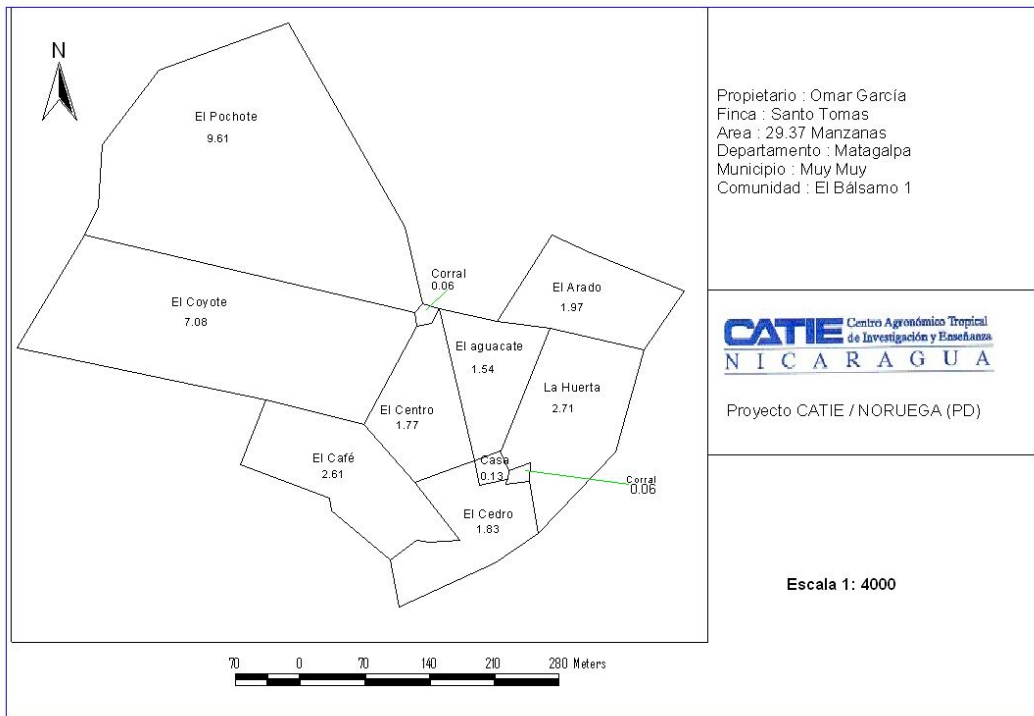 N
El Pochote
9.61
Corral
0.06
El Coyote
7.08
El Arado
1.97
El aguacate
1.54
La Huerta
2.71
El Centro
1.77
El Café
2.61
Casa
0.13
Corral
0.06
El Cedro
1.83
70 0 70 140 210 280 Meters
Propietario : Omar García
Finca : Santo Tomas
Area : 29.37 Manzanas
Departamento : Matagalpa
Municipio : Muy Muy
Comunidad : El Bálsamo 1
CATIE Centro Agronómico Tropical
de Investigación y Enseñanza
NICARAGUA
Proyecto CATIE / NORUEGA (PD)
Escala 1: 4000